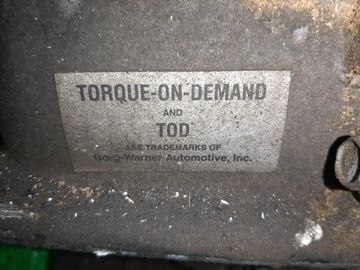 TORQUE-ON-DEMAND
AND
TOD
ARE TRADEMARKS OF
Borg-Warner Automotive, Inc.